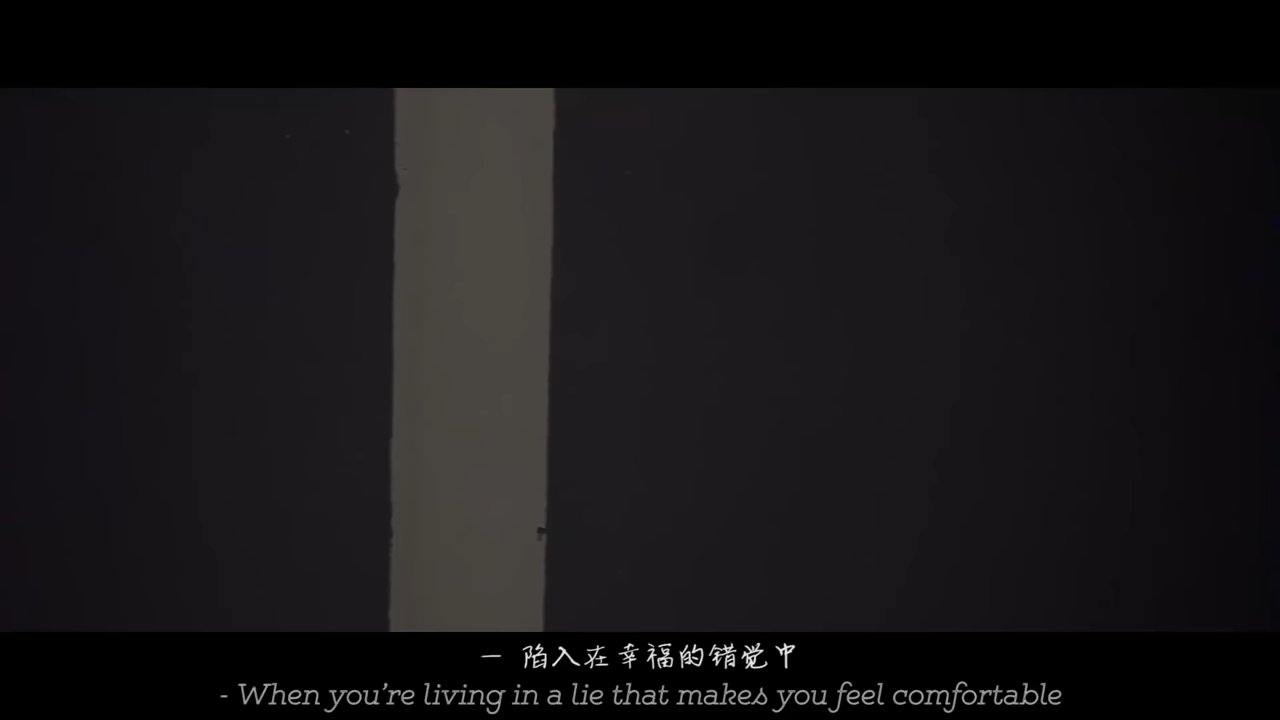 – 陷入在幸福的错觉中
- When you're living in a lie that makes you feel comfortable